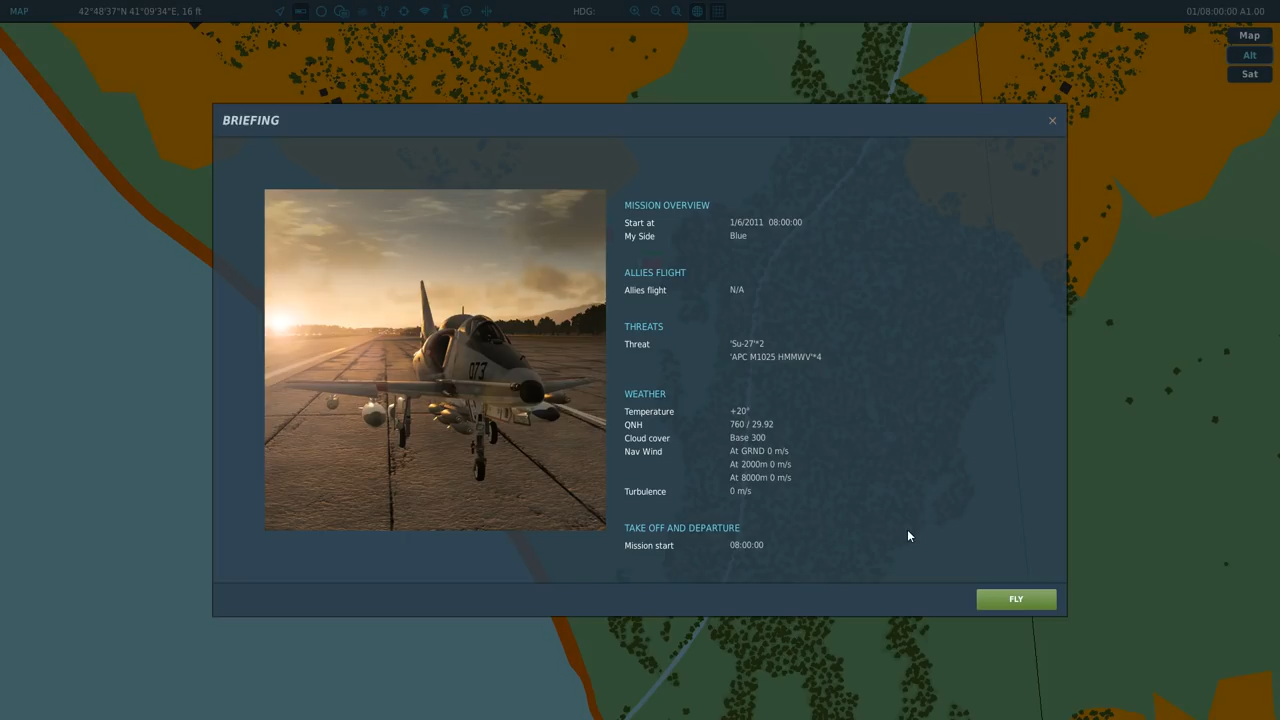 MAP 42°48'37"N 41°09'34"E, 16 ft HDG: 01/08:00:00 A1.00
Map
Alt
Sat
BRIEFING
073
MISSION OVERVIEW
Start at 1/6/2011 08:00:00
My Side Blue
ALLIES FLIGHT
Allies flight N/A
THREATS
Threat 'Su-27'*2
'APC M1025 HMMWV'*4
WEATHER
Temperature +20°
QNH 760 / 29.92
Cloud cover Base 300
Nav Wind At GRND 0 m/s
At 2000m 0 m/s
At 8000m 0 m/s
Turbulence 0 m/s
TAKE OFF AND DEPARTURE
Mission start 08:00:00
FLY